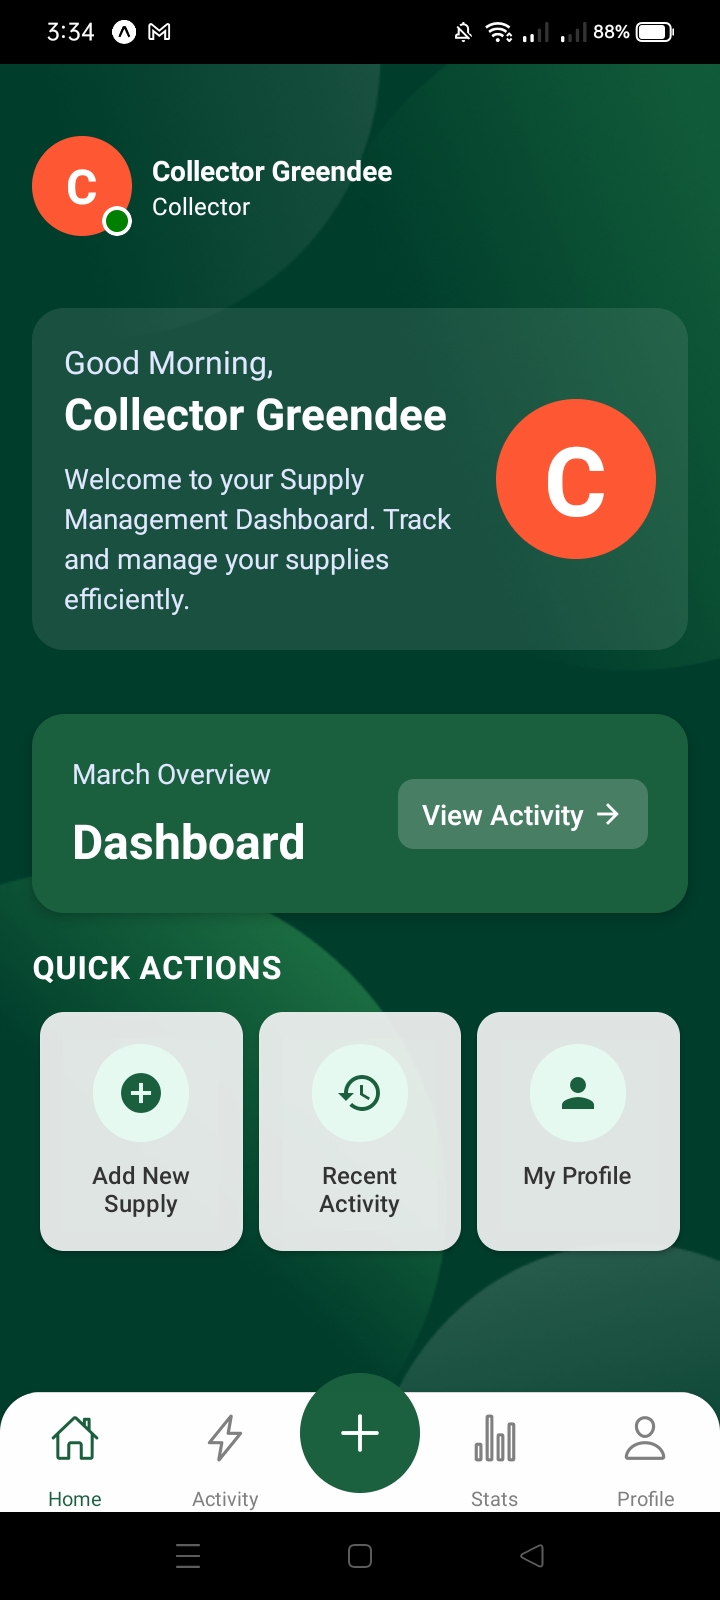 3:34
88%
C
Collector Greendee
Collector
Good Morning,
Collector Greendee
Welcome to your Supply
Management Dashboard. Track
and manage your supplies
efficiently.
C
March Overview
Dashboard
View Activity
QUICK ACTIONS
Add New
Supply
Recent
Activity
My Profile
Home
Activity
Stats
Profile